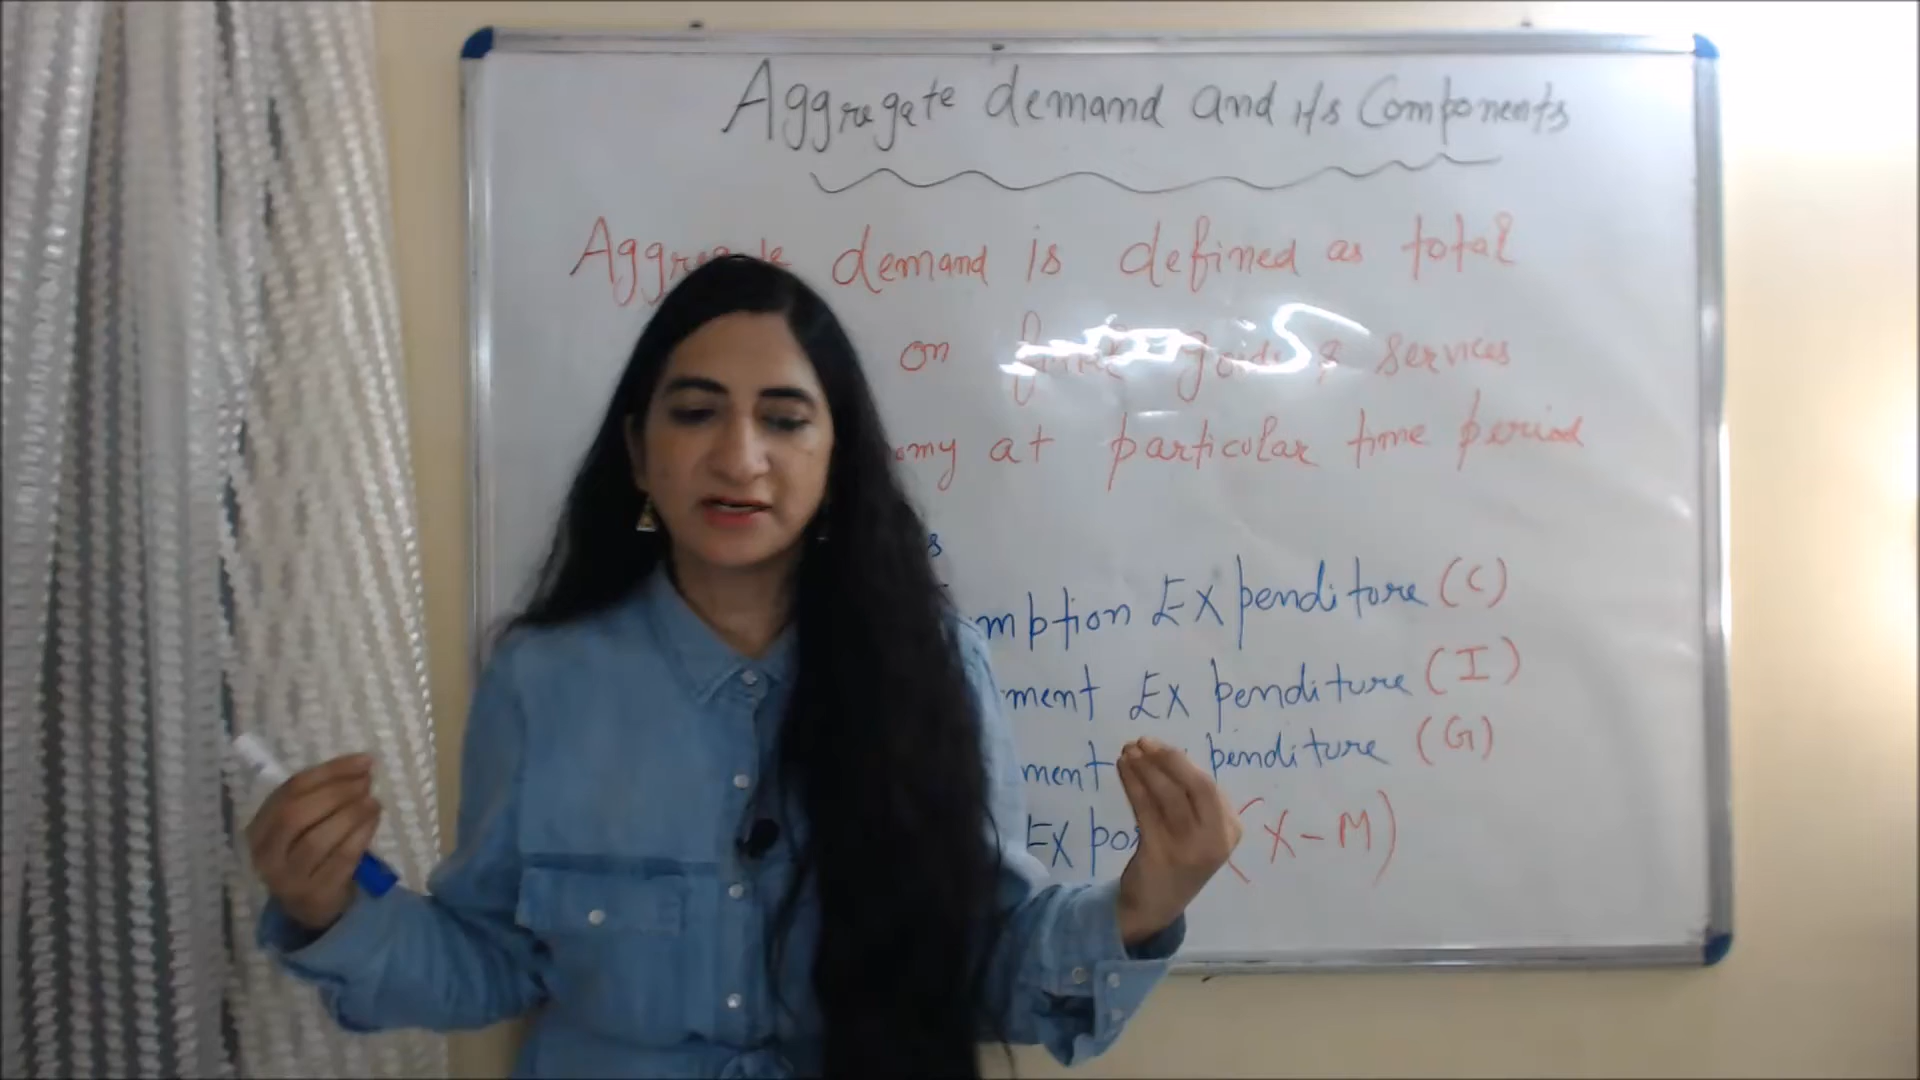 Aggregate demand and its Components
Aggregate demand is defined as total
on final goods & services
omy at particular time period
s
mption Expenditure (C)
ment Expenditure (I)
ment penditure (G)
Expo (X-M)